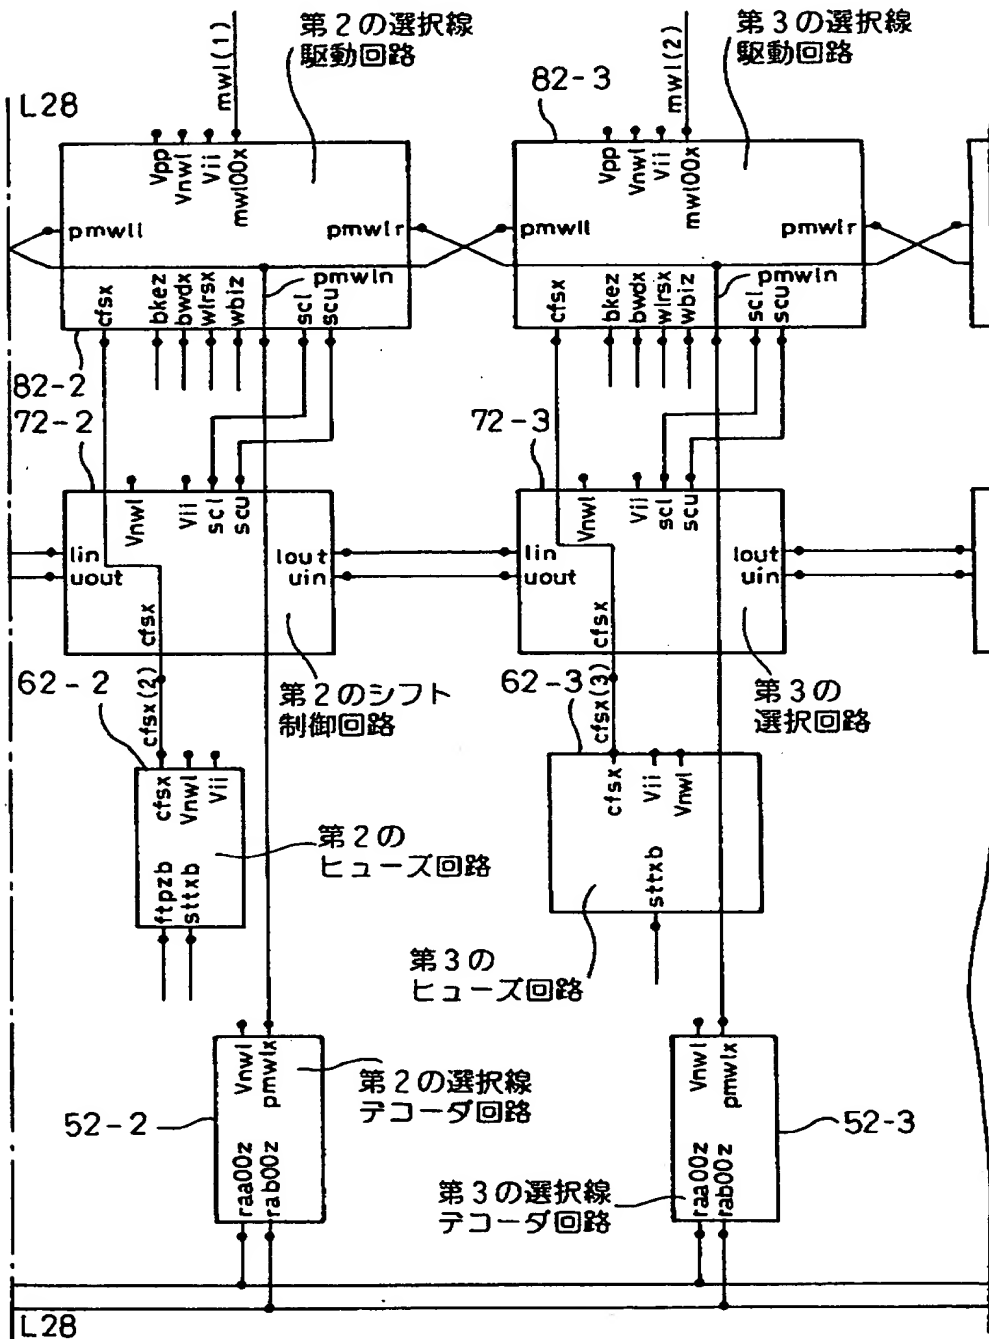 第2の選択線
駆動回路
mwl(1)
第3の選択線
駆動回路
mwl(2)
82-3
L28
Vpp
Vnwl
Vii
mwl00x
pmwll
pmwlr
pmwln
cfsx
bkez
bwdx
wlrsx
wbiz
scl
scu
Vpp
Vnwl
Vii
mwl00x
pmwll
pmwlr
pmwln
cfsx
bkez
bwdx
wlrsx
wbiz
scl
scu
82-2
72-2
72-3
Vnwl
Vii
scl
scu
lin
uout
lout
uin
cfsx
Vnwl
Vii
scl
scu
lin
uout
lout
uin
cfsx
62-2
cfsx(2)
第2のシフト
制御回路
62-3
cfsx(3)
第3の
選択回路
cfsx
Vnwl
Vii
ftpzb
sttxb
第2の
ヒューズ回路
cfsx
Vii
Vnwl
sttxb
第3の
ヒューズ回路
Vnwl
pmwlx
raa00z
rab00z
第2の選択線
デコーダ回路
52-2
Vnwl
pmwlx
raa00z
rab00z
52-3
第3の選択線
デコーダ回路
L28